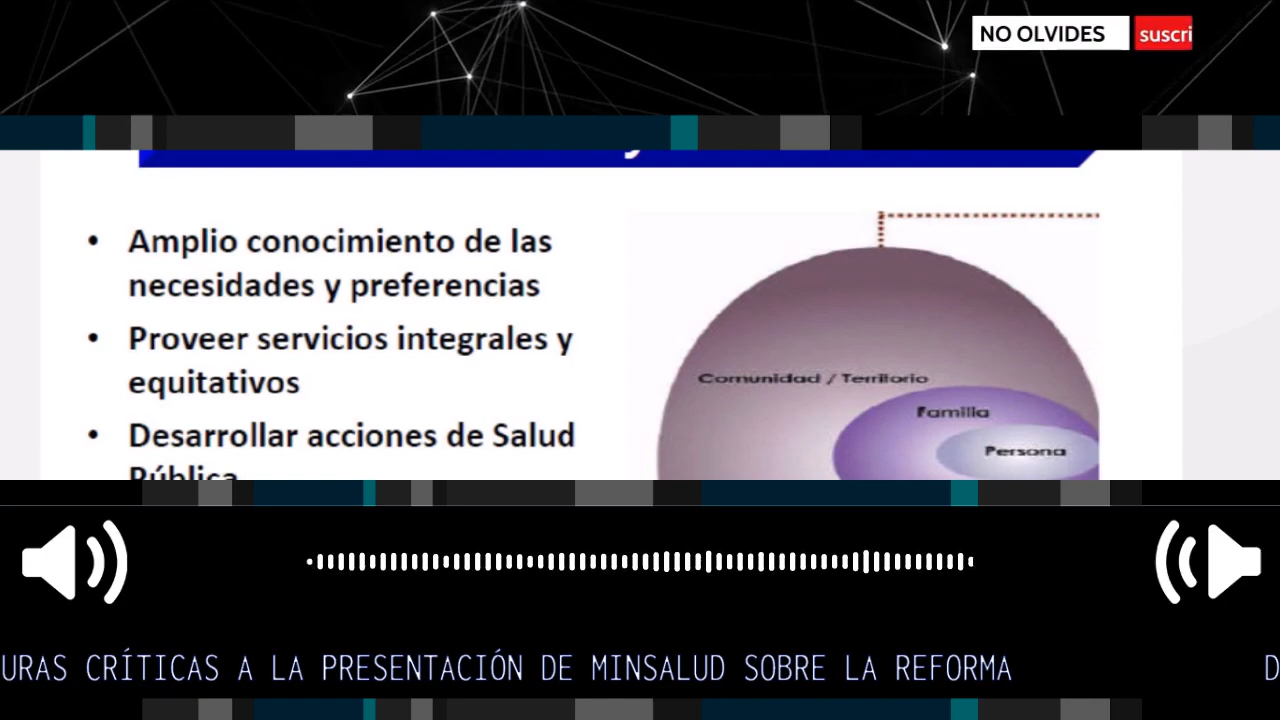 NO OLVIDES suscri
Amplio conocimiento de las
necesidades y preferencias
Proveer servicios integrales y
equitativos
Desarrollar acciones de Salud
Pública
Comunidad / Territorio
Familia
Persona
URAS CRÍTICAS A LA PRESENTACIÓN DE MINSALUD SOBRE LA REFORMA D